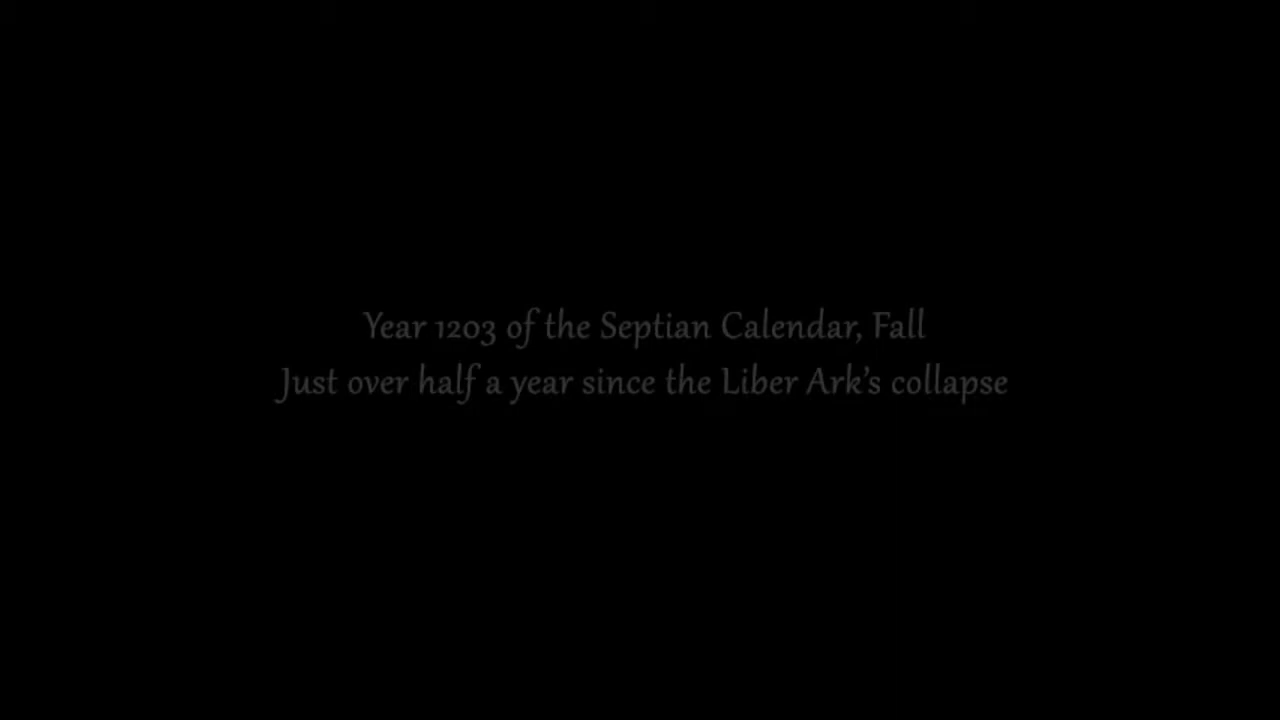 Year 1203 of the Septian Calendar, Fall
Just over half a year since the Liber Ark’s collapse